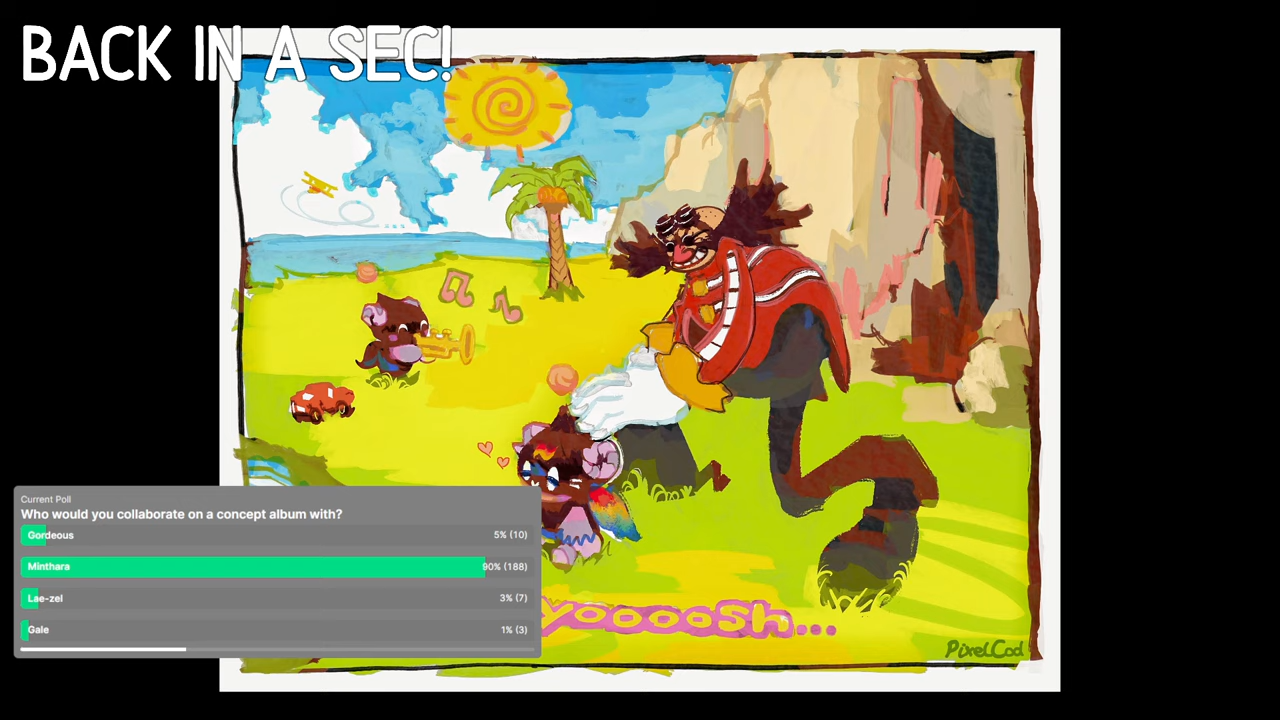 BACK IN A SEC!
Current Poll
Who would you collaborate on a concept album with?
Gordeous 5% (10)
Minthara 90% (188)
Lae-zel 3% (7)
Gale 1% (3)
yoooosh...
PixelCod